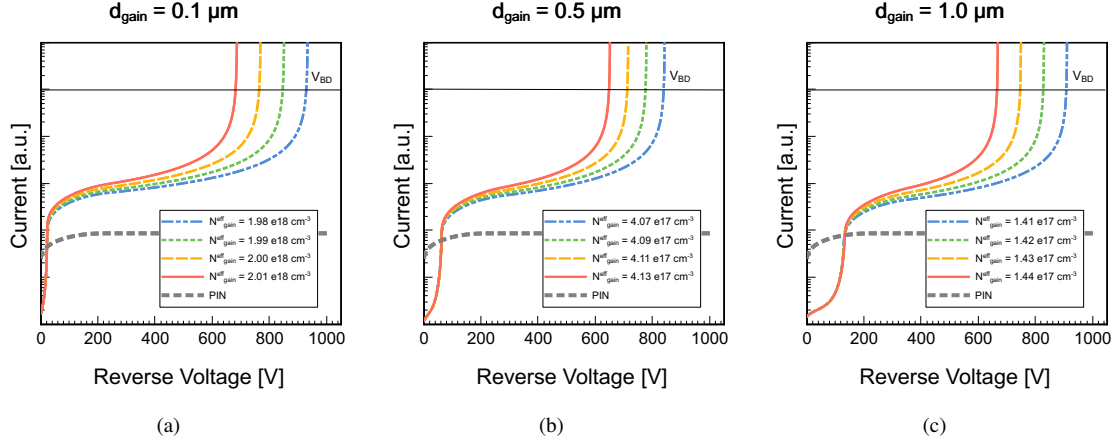 d_gain = 0.1 µm
V_BD
Current [a.u.]
N^eff_gain = 1.98 e18 cm⁻³
N^eff_gain = 1.99 e18 cm⁻³
N^eff_gain = 2.00 e18 cm⁻³
N^eff_gain = 2.01 e18 cm⁻³
PIN
0 200 400 600 800 1000
Reverse Voltage [V]
(a)
d_gain = 0.5 µm
V_BD
Current [a.u.]
N^eff_gain = 4.07 e17 cm⁻³
N^eff_gain = 4.09 e17 cm⁻³
N^eff_gain = 4.11 e17 cm⁻³
N^eff_gain = 4.13 e17 cm⁻³
PIN
0 200 400 600 800 1000
Reverse Voltage [V]
(b)
d_gain = 1.0 µm
V_BD
Current [a.u.]
N^eff_gain = 1.41 e17 cm⁻³
N^eff_gain = 1.42 e17 cm⁻³
N^eff_gain = 1.43 e17 cm⁻³
N^eff_gain = 1.44 e17 cm⁻³
PIN
0 200 400 600 800 1000
Reverse Voltage [V]
(c)